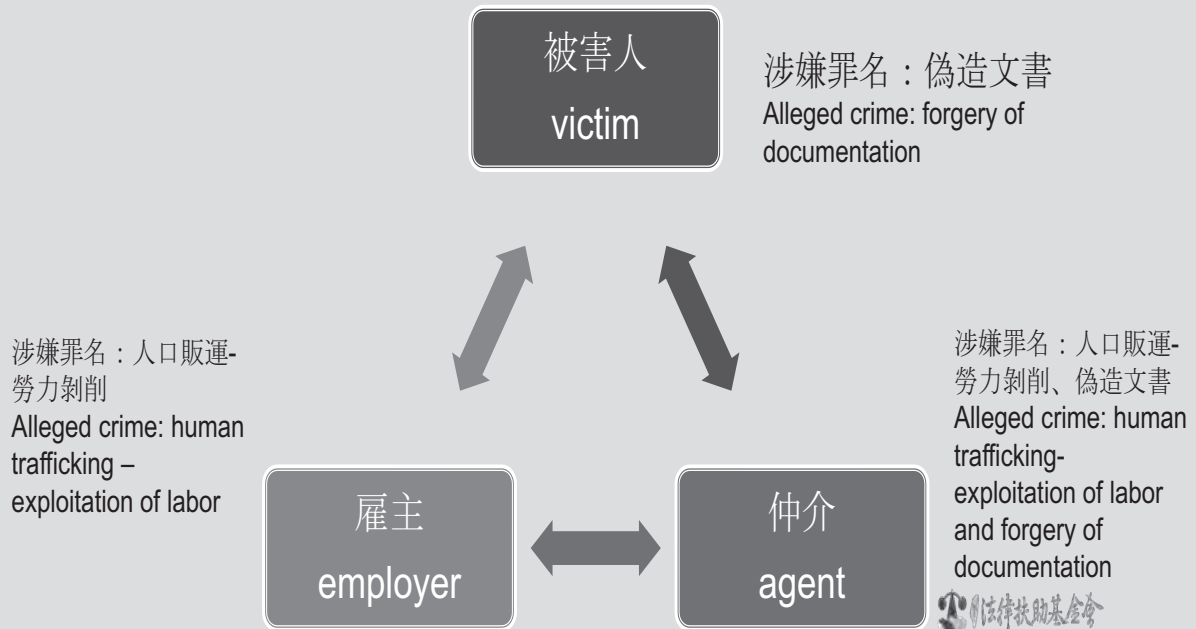 被害人
victim
涉嫌罪名：偽造文書
Alleged crime: forgery of
documentation
涉嫌罪名：人口販運-
勞力剝削
Alleged crime: human
trafficking –
exploitation of labor
雇主
employer
仲介
agent
涉嫌罪名：人口販運-
勞力剝削、偽造文書
Alleged crime: human
trafficking-
exploitation of labor
and forgery of
documentation
法律扶助基金會